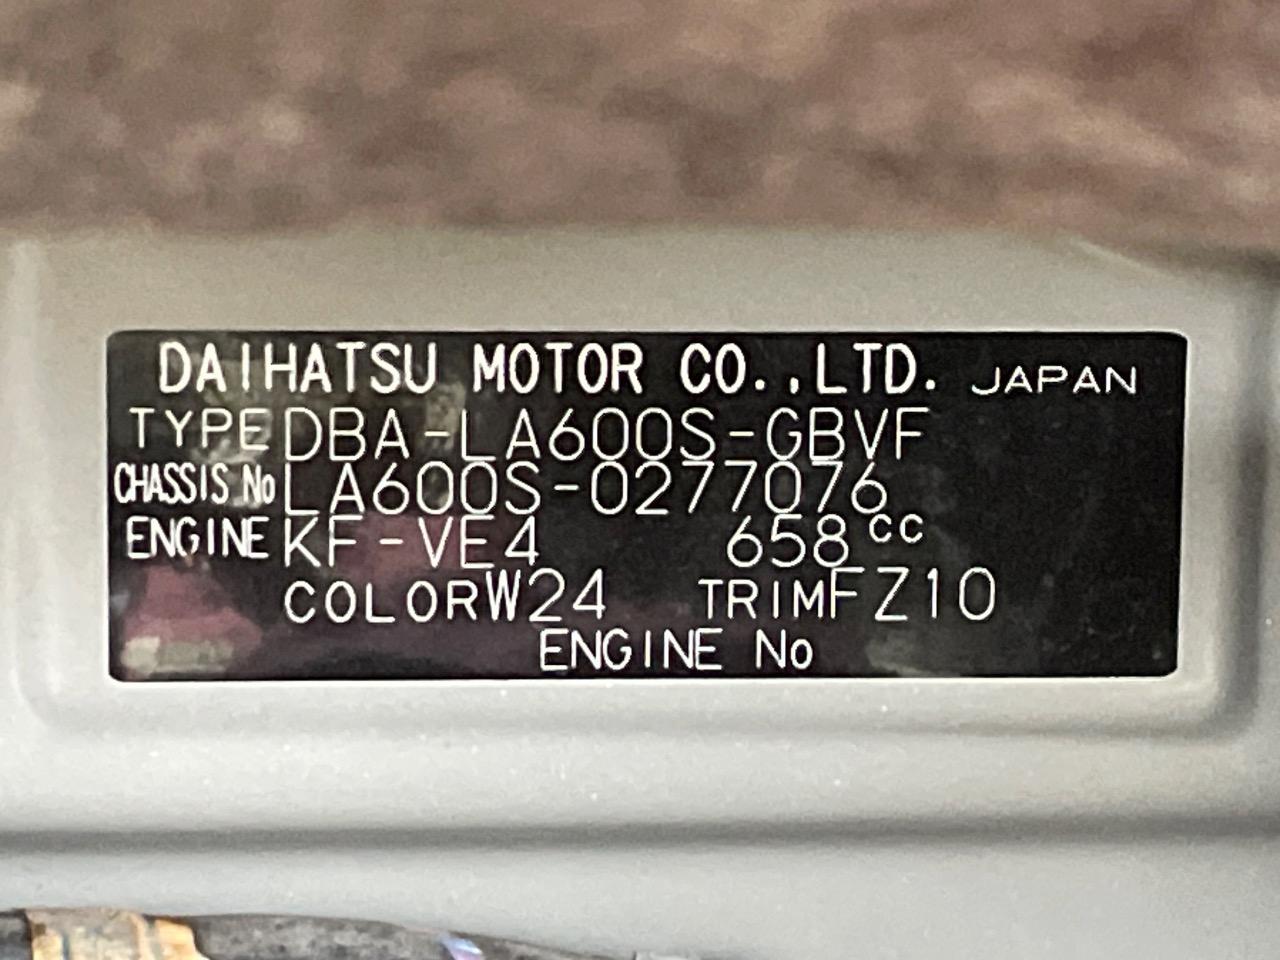 DAIHATSU MOTOR CO.,LTD. JAPAN
TYPE DBA-LA600S-GBVF
CHASSIS No LA600S-0277076
ENGINE KF-VE4 658cc
COLOR W24 TRIM FZ10
ENGINE No